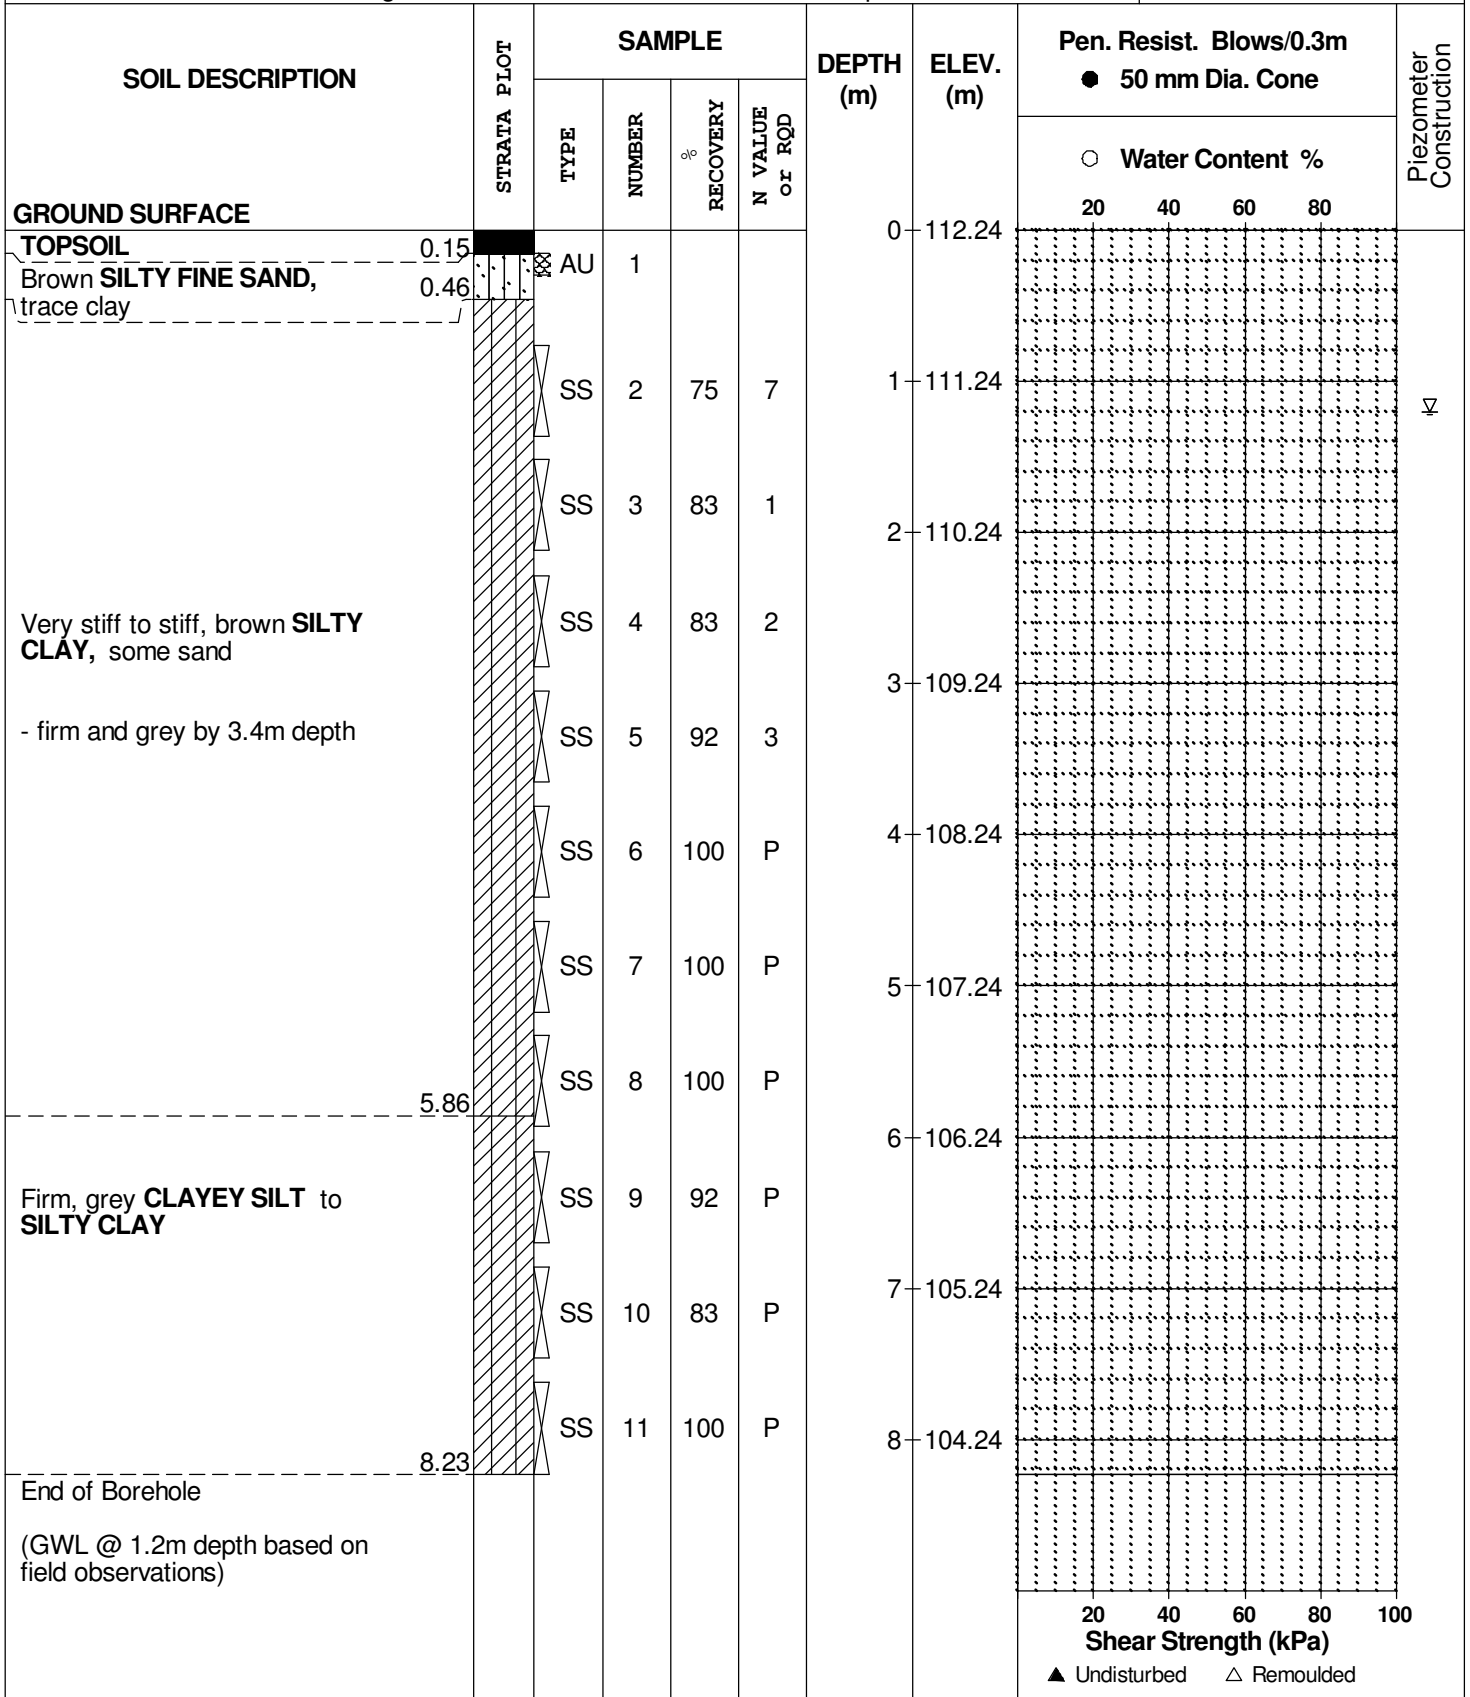 SOIL DESCRIPTION
STRATA PLOT
SAMPLE
TYPE
NUMBER
% RECOVERY
N VALUE or RQD
DEPTH (m)
ELEV. (m)
Pen. Resist. Blows/0.3m
● 50 mm Dia. Cone
○ Water Content %
Piezometer Construction
20 40 60 80
GROUND SURFACE
0 112.24
TOPSOIL 0.15
AU 1
Brown SILTY FINE SAND, 0.46
trace clay
SS 2 75 7
1 111.24
SS 3 83 1
2 110.24
Very stiff to stiff, brown SILTY
CLAY, some sand
SS 4 83 2
3 109.24
- firm and grey by 3.4m depth
SS 5 92 3
4 108.24
SS 6 100 P
SS 7 100 P
5 107.24
SS 8 100 P
5.86
6 106.24
Firm, grey CLAYEY SILT to
SILTY CLAY
SS 9 92 P
7 105.24
SS 10 83 P
SS 11 100 P
8 104.24
8.23
End of Borehole
(GWL @ 1.2m depth based on
field observations)
20 40 60 80 100
Shear Strength (kPa)
▲ Undisturbed △ Remoulded